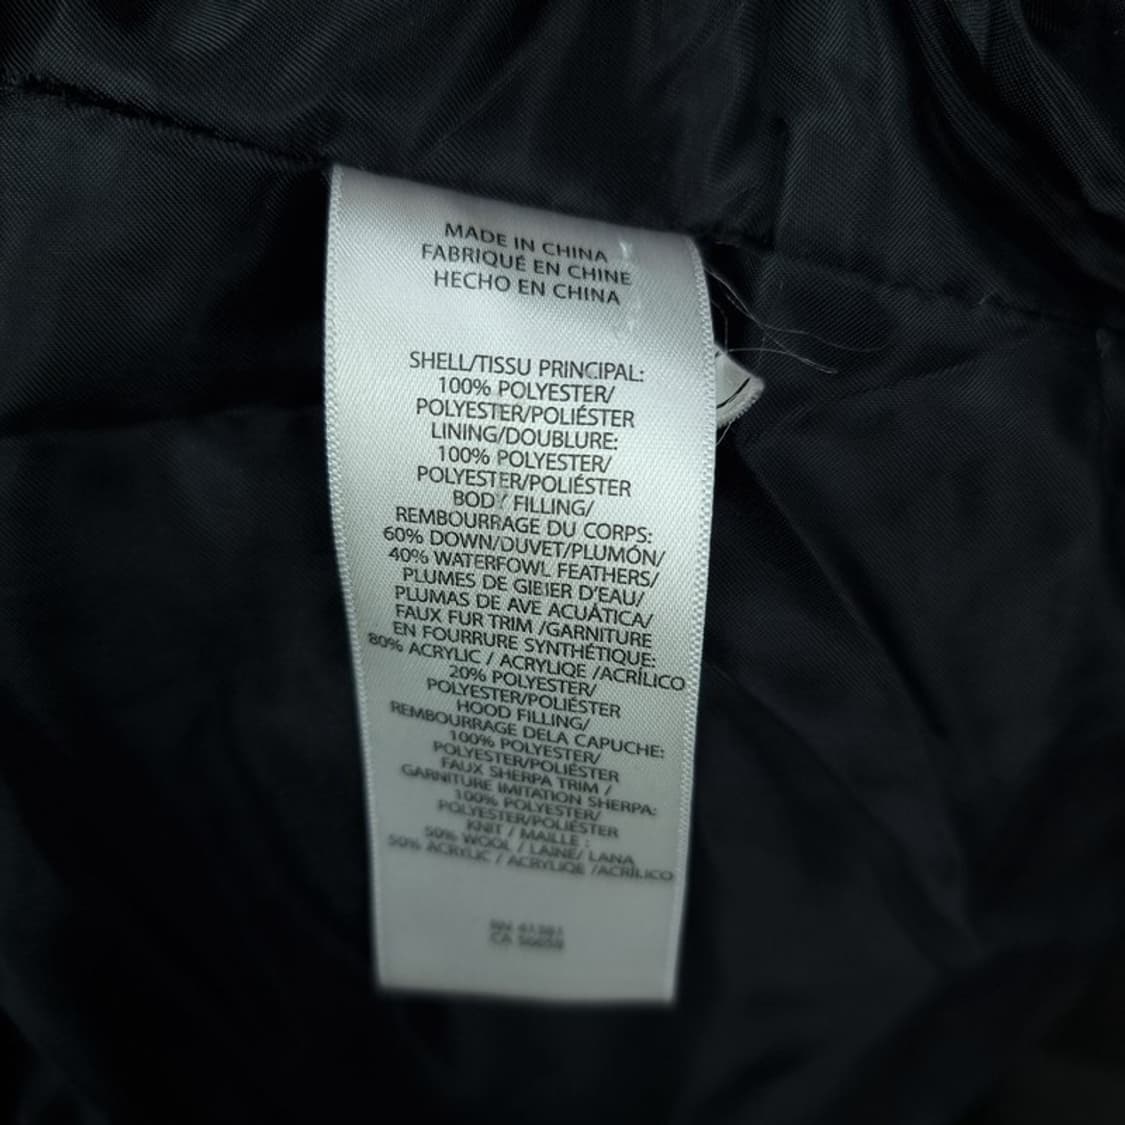 MADE IN CHINA
FABRIQUÉ EN CHINE
HECHO EN CHINA
SHELL/TISSU PRINCIPAL:
100% POLYESTER/
POLYESTER/POLIÉSTER
LINING/DOUBLURE:
100% POLYESTER/
POLYESTER/POLIÉSTER
BODY FILLING/
REMBOURRAGE DU CORPS:
60% DOWN/DUVET/PLUMÓN/
40% WATERFOWL FEATHERS/
PLUMES DE GIBIER D'EAU/
PLUMAS DE AVE ACUÁTICA/
FAUX FUR TRIM /GARNITURE
EN FOURRURE SYNTHÉTIQUE:
80% ACRYLIC / ACRYLIQE /ACRÍLICO
20% POLYESTER/
POLYESTER/POLIÉSTER
HOOD FILLING/
REMBOURRAGE DELA CAPUCHE:
100% POLYESTER/
POLYESTER/POLIÉSTER
FAUX SHERPA TRIM /
GARNITURE IMITATION SHERPA:
100% POLYESTER/
POLYESTER/POLIÉSTER
KNIT / MAILLE :
50% WOOL / LAINE/ LANA
50% ACRYLIC / ACRYLIQE /ACRÍLICO
RN
CA